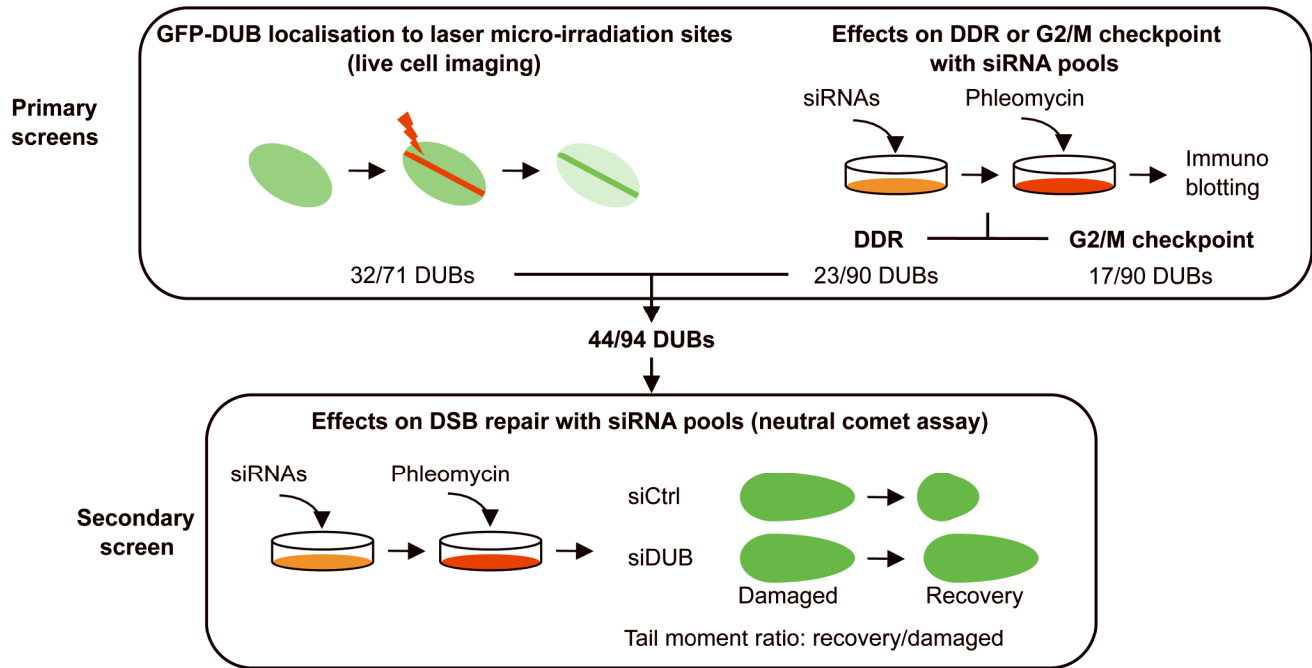 Primary
screens
GFP-DUB localisation to laser micro-irradiation sites
(live cell imaging)
Effects on DDR or G2/M checkpoint
with siRNA pools
siRNAs
Phleomycin
Immuno
blotting
DDR
G2/M checkpoint
32/71 DUBs
23/90 DUBs
17/90 DUBs
44/94 DUBs
Secondary
screen
Effects on DSB repair with siRNA pools (neutral comet assay)
siRNAs
Phleomycin
siCtrl
siDUB
Damaged
Recovery
Tail moment ratio: recovery/damaged